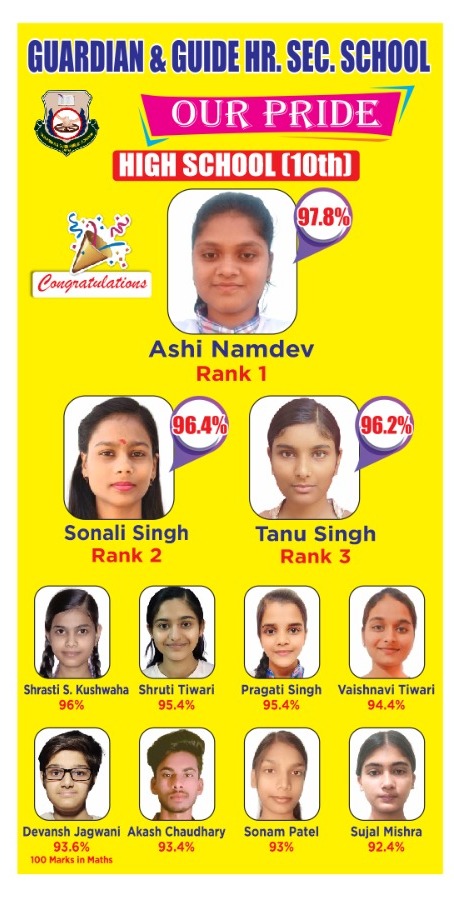 GUARDIAN & GUIDE HR. SEC. SCHOOL
OUR PRIDE
HIGH SCHOOL (10th)
97.8%
Congratulations
Ashi Namdev
Rank 1
96.4%
96.2%
Sonali Singh
Rank 2
Tanu Singh
Rank 3
Shrasti S. Kushwaha
96%
Shruti Tiwari
95.4%
Pragati Singh
95.4%
Vaishnavi Tiwari
94.4%
Devansh Jagwani
93.6%
100 Marks in Maths
Akash Chaudhary
93.4%
Sonam Patel
93%
Sujal Mishra
92.4%